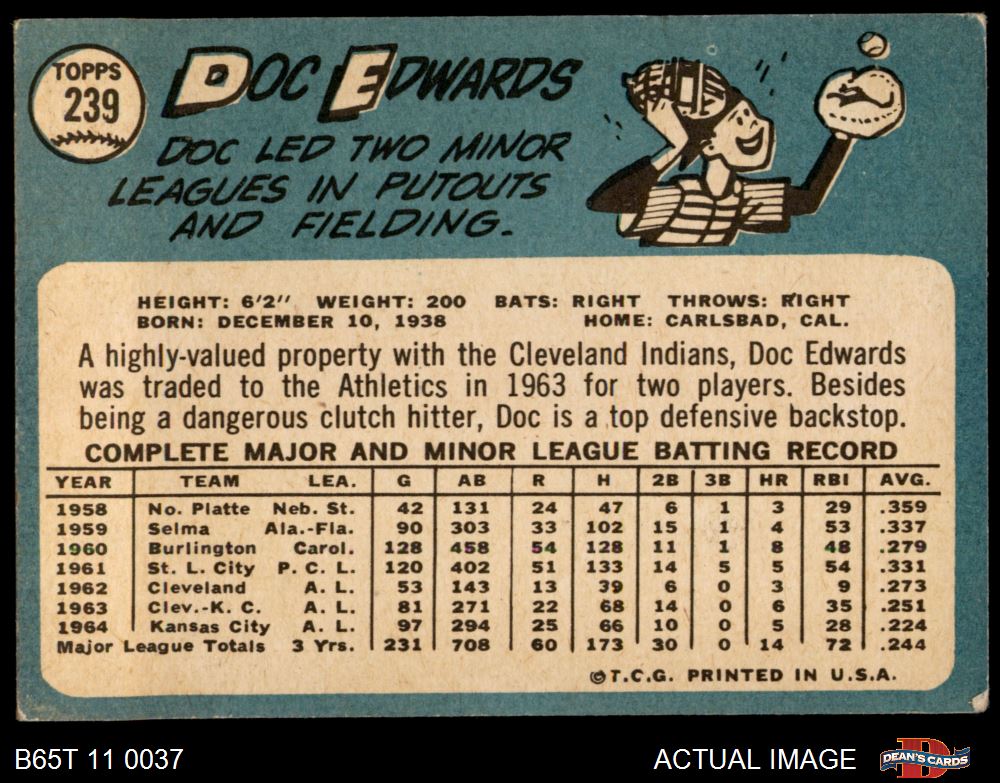 TOPPS
239
DOC EDWARDS
DOC LED TWO MINOR
LEAGUES IN PUTOUTS
AND FIELDING.
HEIGHT: 6'2" WEIGHT: 200 BATS: RIGHT THROWS: RIGHT
BORN: DECEMBER 10, 1938 HOME: CARLSBAD, CAL.
A highly-valued property with the Cleveland Indians, Doc Edwards
was traded to the Athletics in 1963 for two players. Besides
being a dangerous clutch hitter, Doc is a top defensive backstop.
COMPLETE MAJOR AND MINOR LEAGUE BATTING RECORD
YEAR TEAM LEA. G AB R H 2B 3B HR RBI AVG.
1958 No. Platte Neb. St. 42 131 24 47 6 1 3 29 .359
1959 Selma Ala.-Fla. 90 303 33 102 15 1 4 53 .337
1960 Burlington Carol. 128 458 54 128 11 1 8 48 .279
1961 St. L. City P. C. L. 120 402 51 133 14 5 5 54 .331
1962 Cleveland A. L. 53 143 13 39 6 0 3 9 .273
1963 Clev.-K. C. A. L. 81 271 22 68 14 0 6 35 .251
1964 Kansas City A. L. 97 294 25 66 10 0 5 28 .224
Major League Totals 3 Yrs. 231 708 60 173 30 0 14 72 .244
©T.C.G. PRINTED IN U.S.A.
B65T 11 0037 ACTUAL IMAGE DEAN'S CARDS